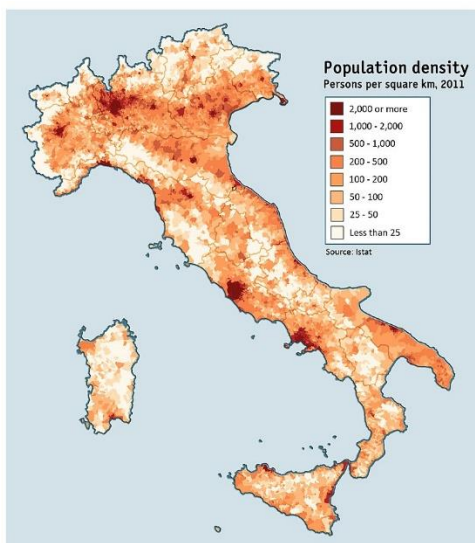 Population density
Persons per square km, 2011
2,000 or more
1,000 - 2,000
500 - 1,000
200 - 500
100 - 200
50 - 100
25 - 50
Less than 25
Source: Istat